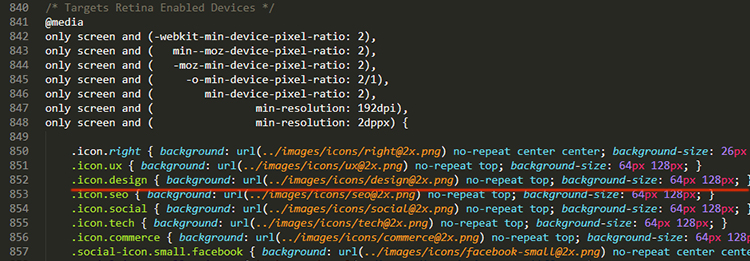 840 /* Targets Retina Enabled Devices */
841 @media
842 only screen and (-webkit-min-device-pixel-ratio: 2),
843 only screen and (   min--moz-device-pixel-ratio: 2),
844 only screen and (   -moz-min-device-pixel-ratio: 2),
845 only screen and (     -o-min-device-pixel-ratio: 2/1),
846 only screen and (        min-device-pixel-ratio: 2),
847 only screen and (                min-resolution: 192dpi),
848 only screen and (                min-resolution: 2dppx) {
849
850 .icon.right { background: url(../images/icons/right@2x.png) no-repeat center center; background-size: 26px
851 .icon.ux { background: url(../images/icons/ux@2x.png) no-repeat top; background-size: 64px 128px; }
852 .icon.design { background: url(../images/icons/design@2x.png) no-repeat top; background-size: 64px 128px; }
853 .icon.seo { background: url(../images/icons/seo@2x.png) no-repeat top; background-size: 64px 128px; }
854 .icon.social { background: url(../images/icons/social@2x.png) no-repeat top; background-size: 64px 128px; }
855 .icon.tech { background: url(../images/icons/tech@2x.png) no-repeat top; background-size: 64px 128px; }
856 .icon.commerce { background: url(../images/icons/commerce@2x.png) no-repeat top; background-size: 64px 128px;
857 .social-icon.small.facebook { background: url(../images/icons/facebook-small@2x.png) no-repeat center cente